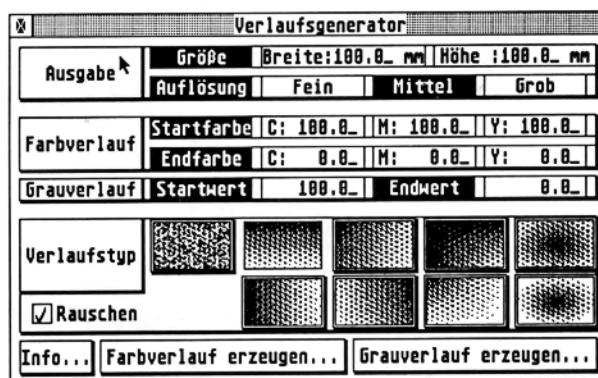 Verlaufsgenerator
Ausgabe
Größe Breite:100.0_ mm Höhe :100.0_ mm
Auflösung Fein Mittel Grob
Farbverlauf
Startfarbe C: 100.0_ M: 100.0_ Y: 100.0_
Endfarbe C: 0.0_ M: 0.0_ Y: 0.0_
Grauverlauf Startwert 100.0_ Endwert 0.0_
Verlaufstyp
Rauschen
Info... Farbverlauf erzeugen... Grauverlauf erzeugen...